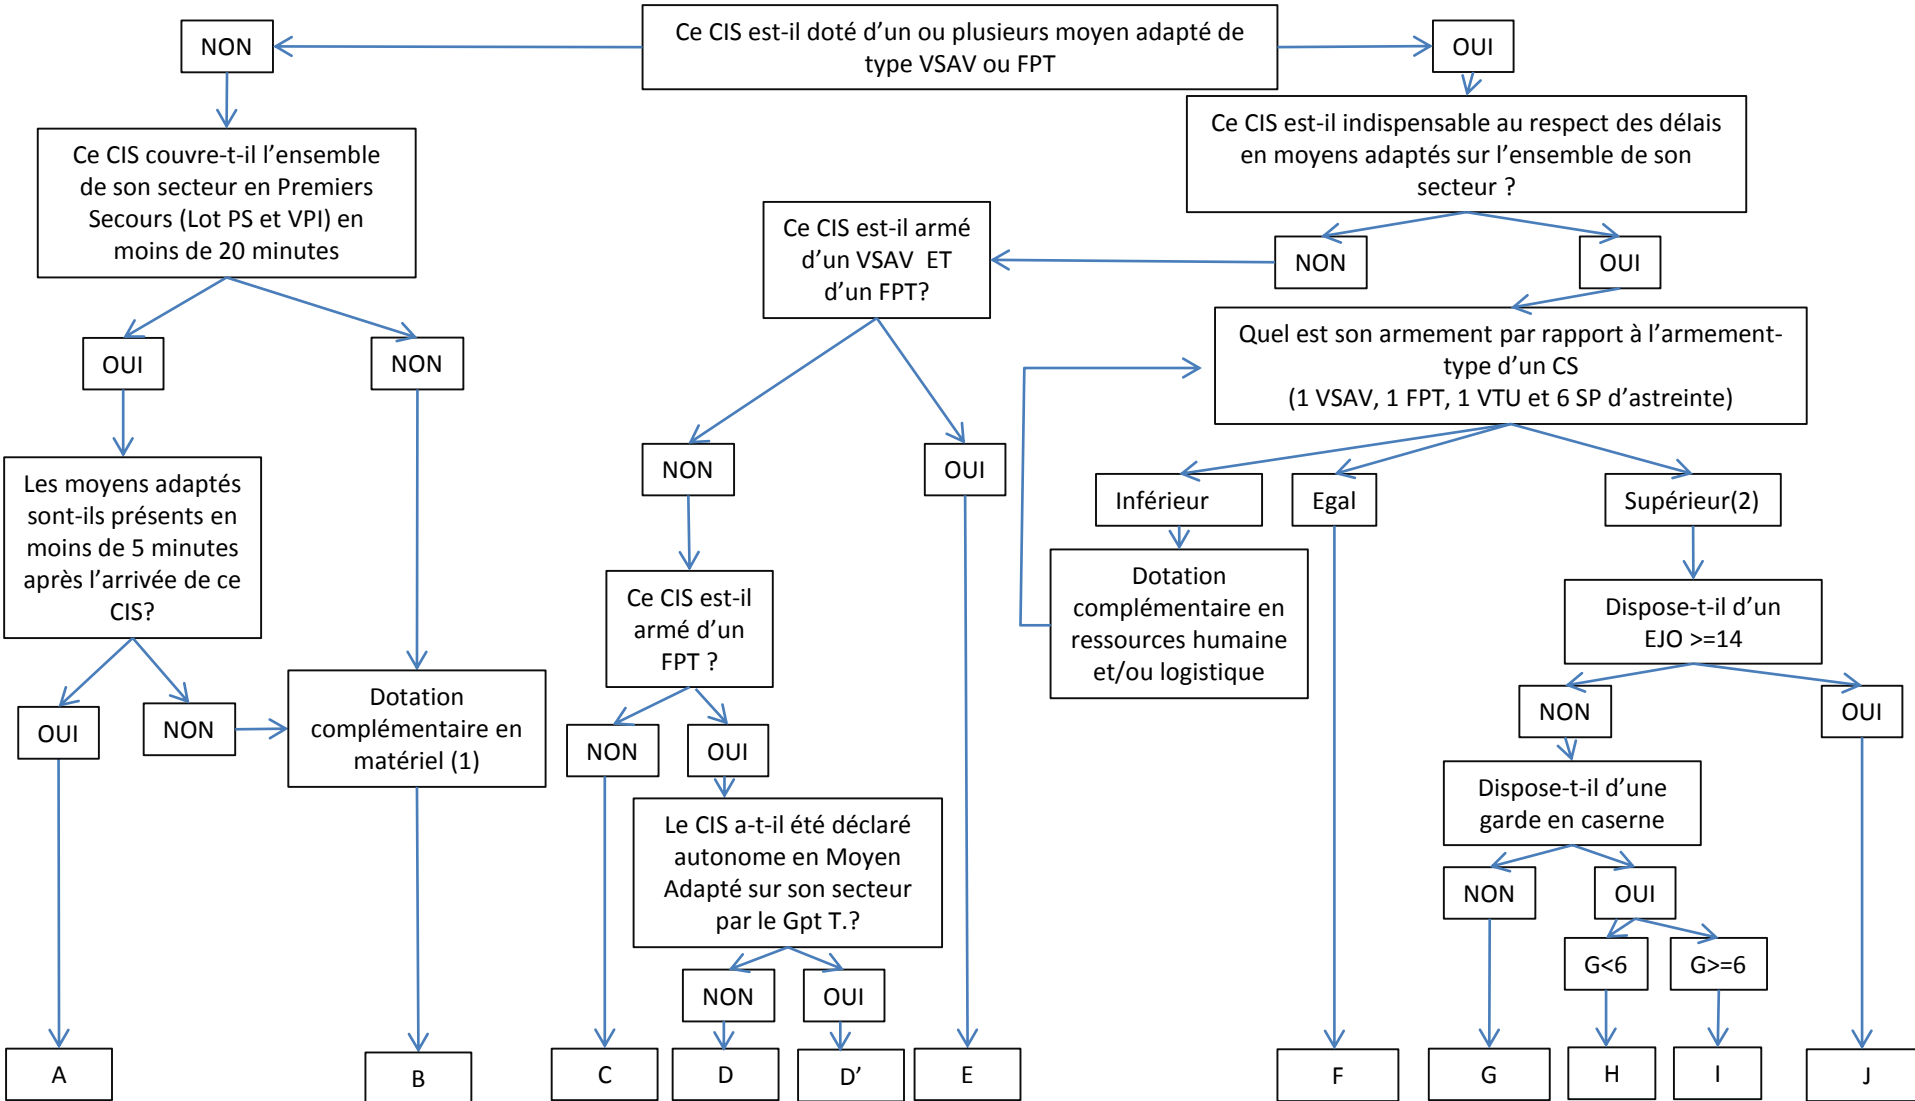 Ce CIS est-il doté d’un ou plusieurs moyen adapté de
type VSAV ou FPT
NON
OUI
Ce CIS couvre-t-il l’ensemble
de son secteur en Premiers
Secours (Lot PS et VPI) en
moins de 20 minutes
Ce CIS est-il indispensable au respect des délais
en moyens adaptés sur l’ensemble de son
secteur ?
Ce CIS est-il armé
d’un VSAV ET
d’un FPT?
NON
OUI
OUI
NON
Quel est son armement par rapport à l’armement-
type d’un CS
(1 VSAV, 1 FPT, 1 VTU et 6 SP d’astreinte)
NON
OUI
Inférieur
Egal
Supérieur(2)
Les moyens adaptés
sont-ils présents en
moins de 5 minutes
après l’arrivée de ce
CIS?
Dotation
complémentaire en
ressources humaine
et/ou logistique
Ce CIS est-il
armé d’un
FPT ?
Dispose-t-il d’un
EJO >=14
OUI
NON
Dotation
complémentaire en
matériel (1)
NON
OUI
NON
OUI
Le CIS a-t-il été déclaré
autonome en Moyen
Adapté sur son secteur
par le Gpt T.?
Dispose-t-il d’une
garde en caserne
NON
OUI
NON
OUI
G<6
G>=6
A
B
C
D
D’
E
F
G
H
I
J